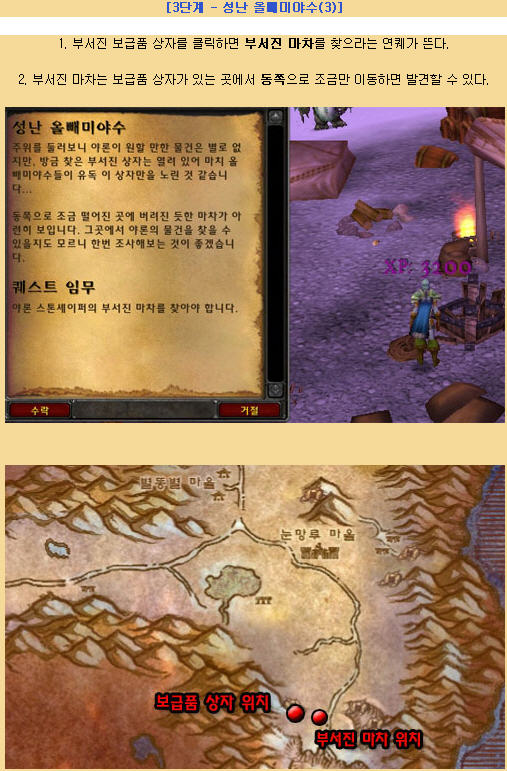 [3단계 - 성난 올빼미야수(3)]
1. 부서진 보급품 상자를 클릭하면 부서진 마차를 찾으라는 연퀘가 뜬다.
2. 부서진 마차는 보급품 상자가 있는 곳에서 동쪽으로 조금만 이동하면 발견할 수 있다.
성난 올빼미야수
주위를 둘러보니 야론이 원할 만한 물건은 별로 없
지만, 방금 찾은 부서진 상자는 열려 있어 마치 올
빼미야수들이 유독 이 상자만을 노린 것 같습니
다...
동쪽으로 조금 떨어진 곳에 버려진 듯한 마차가 아
련히 보입니다. 그곳에서 야론의 물건을 찾을 수
있을지도 모르니 한번 조사해보는 것이 좋겠습니
다.
퀘스트 임무
야론 스톤셰이퍼의 부서진 마차를 찾아야 합니다.
수락
거절
XP: 3200
별동별 마을
눈망루 마을
보급품 상자 위치
부서진 마차 위치